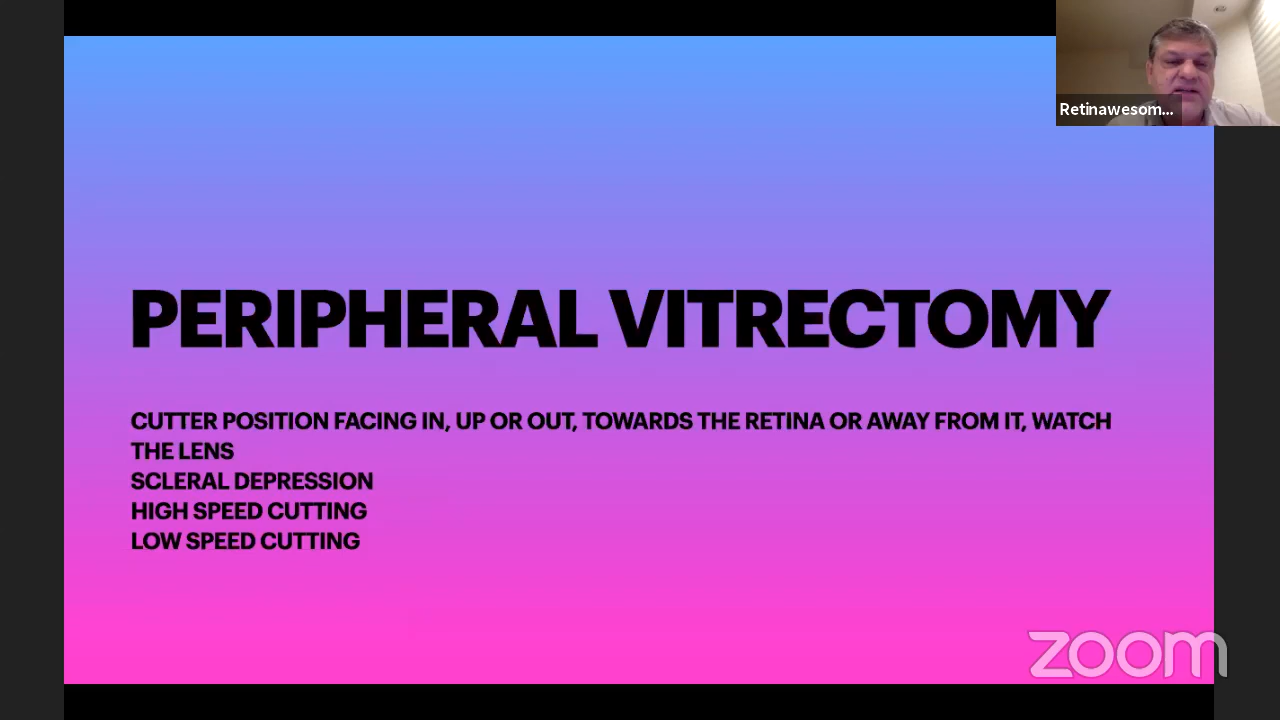 Retinawesom...
PERIPHERAL VITRECTOMY
CUTTER POSITION FACING IN, UP OR OUT, TOWARDS THE RETINA OR AWAY FROM IT, WATCH
THE LENS
SCLERAL DEPRESSION
HIGH SPEED CUTTING
LOW SPEED CUTTING
zoom